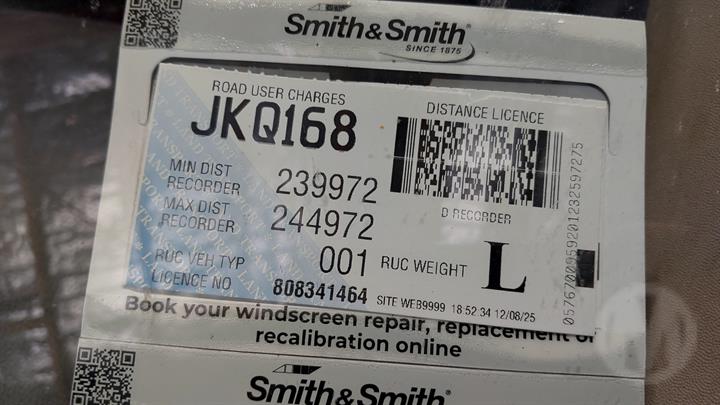 Smith&Smith
SINCE 1875
ROAD USER CHARGES
JKQ168
DISTANCE LICENCE
MIN DIST RECORDER 239972
MAX DIST RECORDER 244972
D RECORDER
RUC VEH TYP 001 RUC WEIGHT L
LICENCE NO 808341464
SITE WEB9999 18:52:34 12/08/25
Book your windscreen repair, replacement or
recalibration online
Smith&Smith